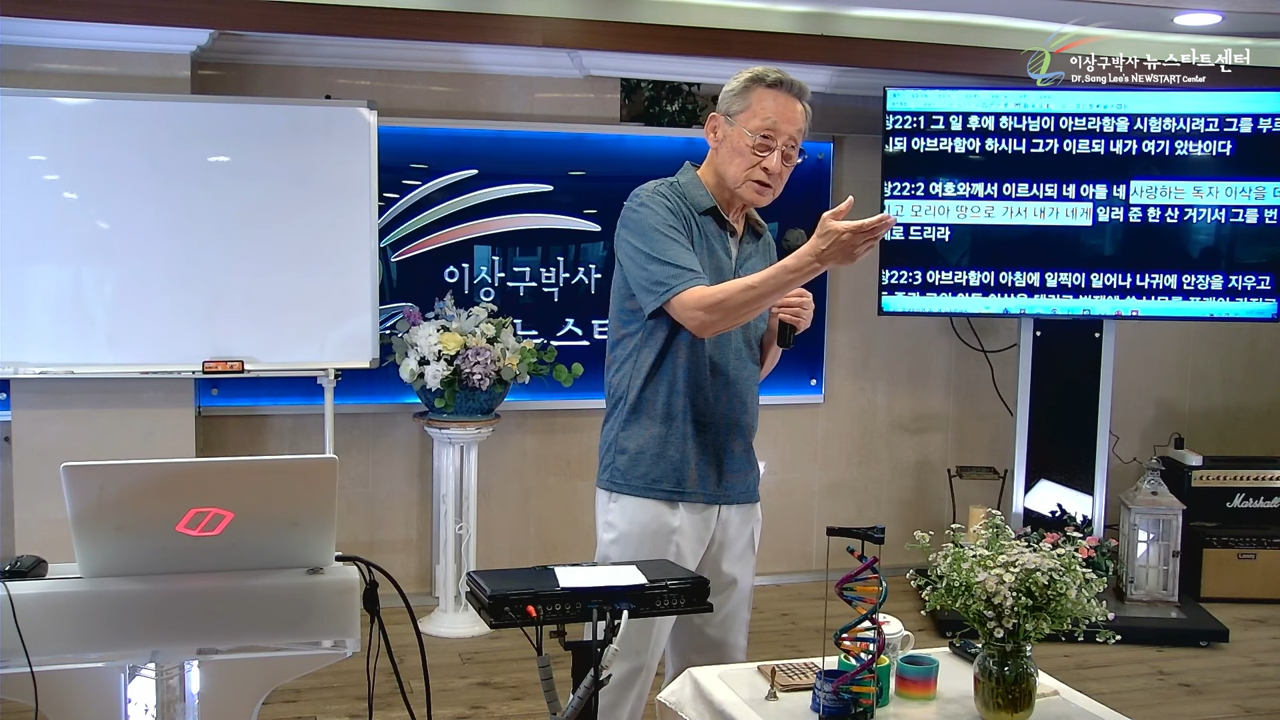 이상구박사 뉴스타트센터
Dr. Sang Lee's NEWSTART Center
창22:1 그 일 후에 하나님이 아브라함을 시험하시려고 그를 부르
시되 아브라함아 하시니 그가 이르되 내가 여기 있나이다
창22:2 여호와께서 이르시되 네 아들 네 사랑하는 독자 이삭을 데
리고 모리아 땅으로 가서 내가 네게 일러 준 한 산 거기서 그를 번
제로 드리라
창22:3 아브라함이 아침에 일찍이 일어나 나귀에 안장을 지우고
이상구박사
뉴스타
Marshall
Laney